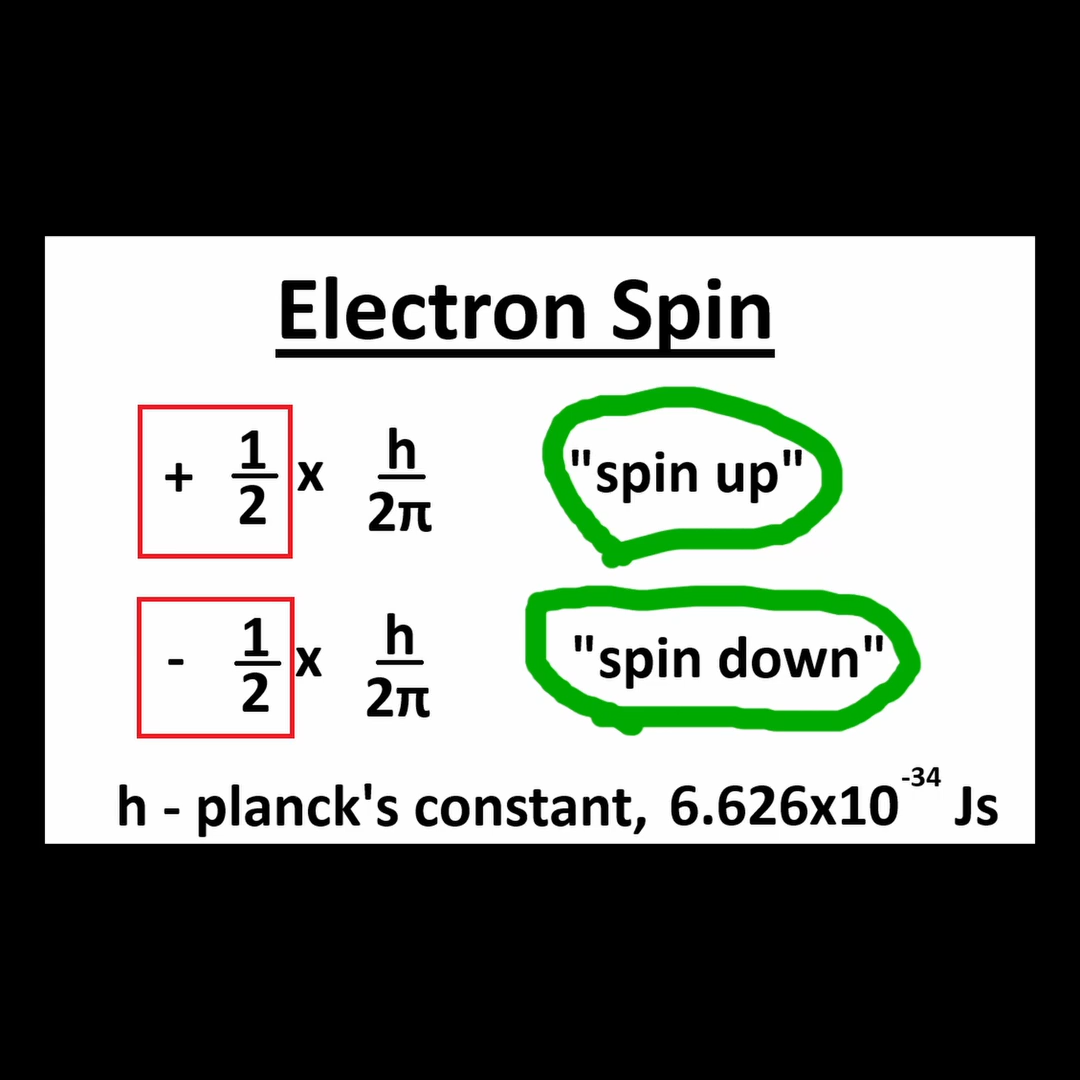 Electron Spin
+ 1/2 x h/2π "spin up"
- 1/2 x h/2π "spin down"
h - planck's constant, 6.626x10^-34 Js